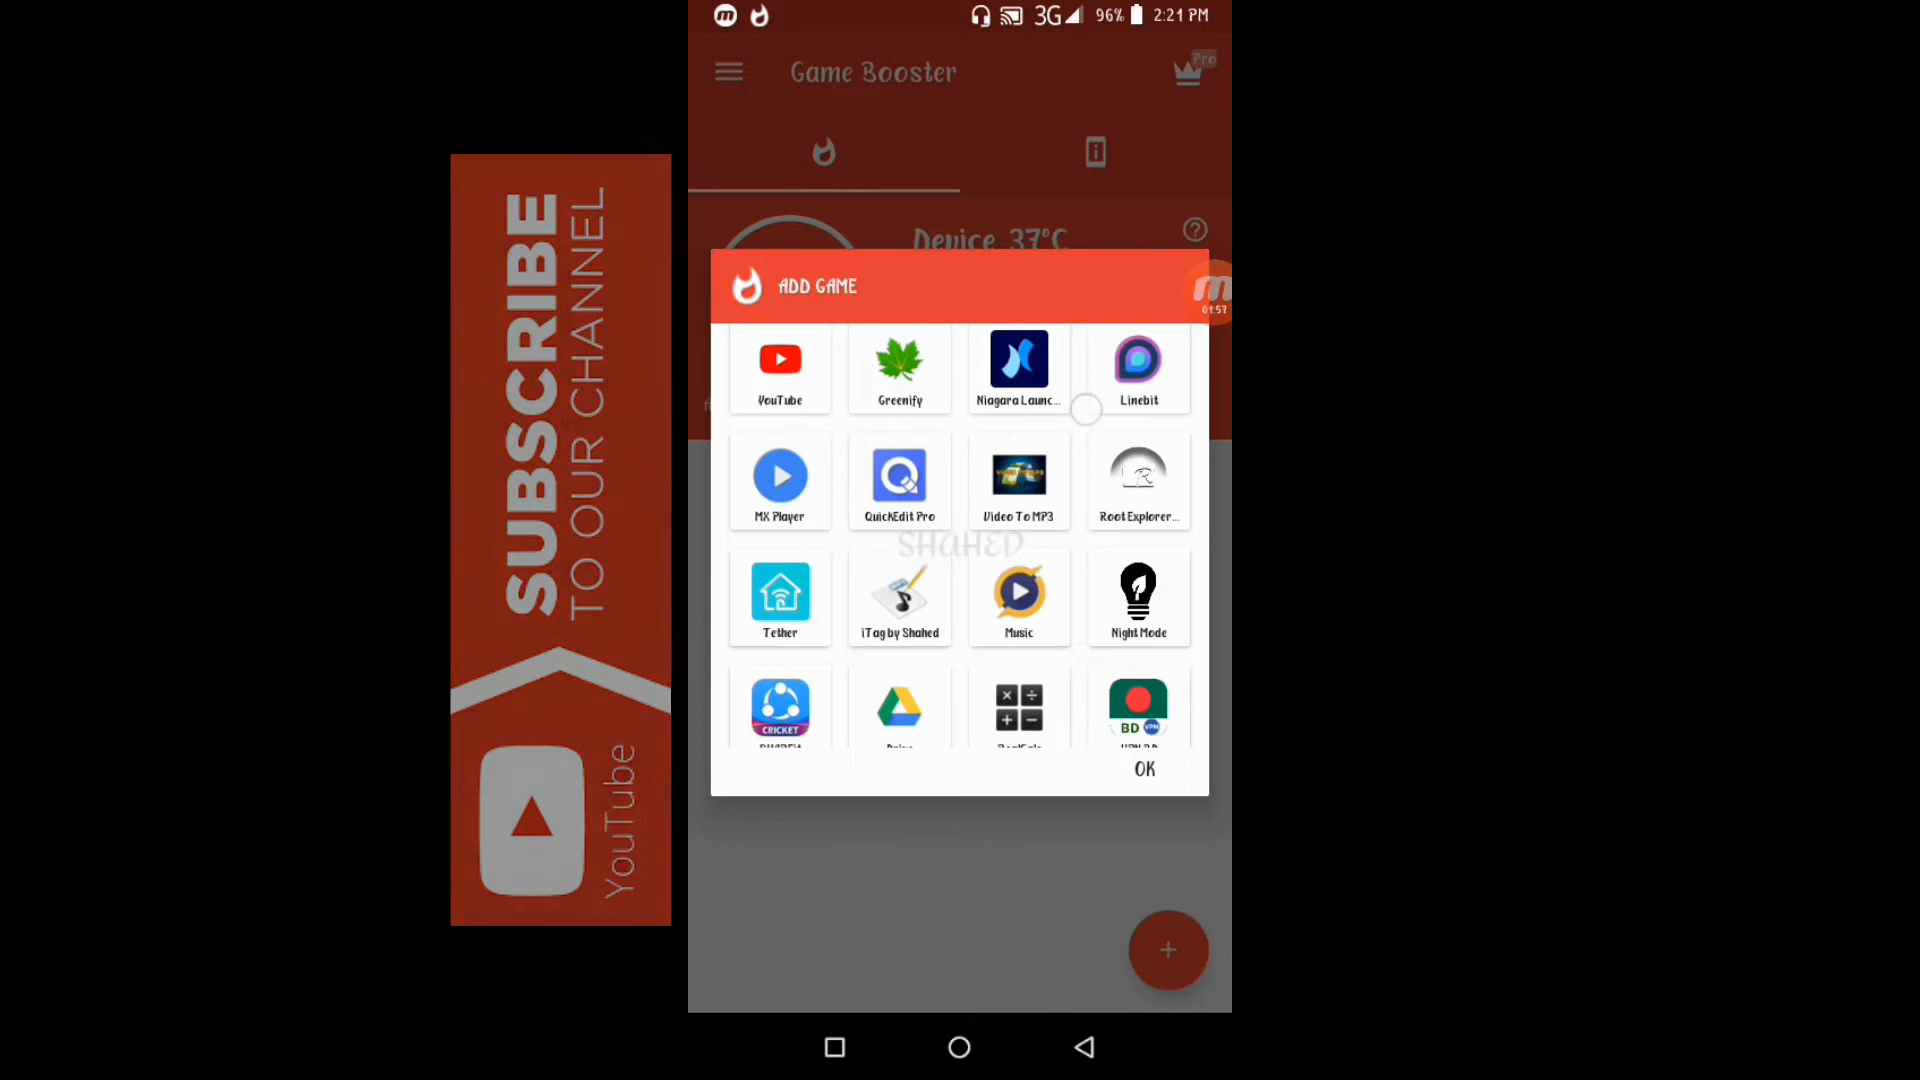 3G
96%
2:21 PM
Game Booster
Pro
Device 37°C
ADD GAME
01:57
YouTube
Greenify
Niagara Launc...
Linebit
MX Player
QuickEdit Pro
Video To MP3
Root Explorer...
SHAHED
Tether
iTag by Shahed
Music
Night Mode
CRICKET
BD VPN
Drive
OK
SUBSCRIBE
TO OUR CHANNEL
YouTube